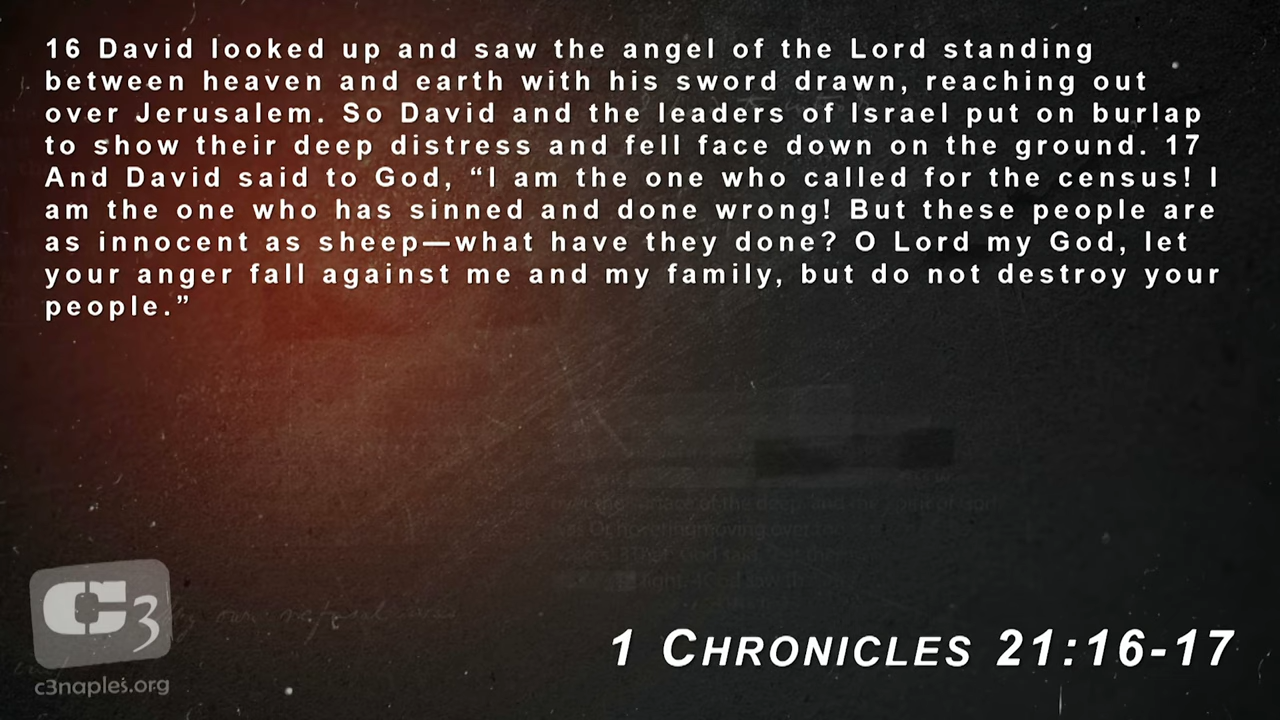 16 David looked up and saw the angel of the Lord standing
between heaven and earth with his sword drawn, reaching out
over Jerusalem. So David and the leaders of Israel put on burlap
to show their deep distress and fell face down on the ground. 17
And David said to God, “I am the one who called for the census! I
am the one who has sinned and done wrong! But these people are
as innocent as sheep—what have they done? O Lord my God, let
your anger fall against me and my family, but do not destroy your
people.”
C3
c3naples.org
1 CHRONICLES 21:16-17